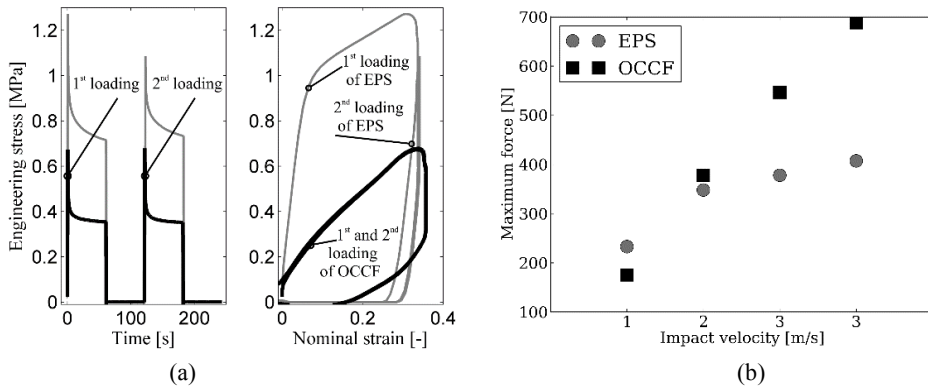 Engineering stress [MPa]
1.2
1
0.8
0.6
0.4
0.2
0
1st loading
2nd loading
0 100 200
Time [s]
1.2
1
0.8
0.6
0.4
0.2
0
1st loading
of EPS
2nd loading
of EPS
1st and 2nd
loading
of OCCF
0 0.2 0.4
Nominal strain [-]
(a)
Maximum force [N]
700
600
500
400
300
200
100
EPS
OCCF
1 2 3 3
Impact velocity [m/s]
(b)